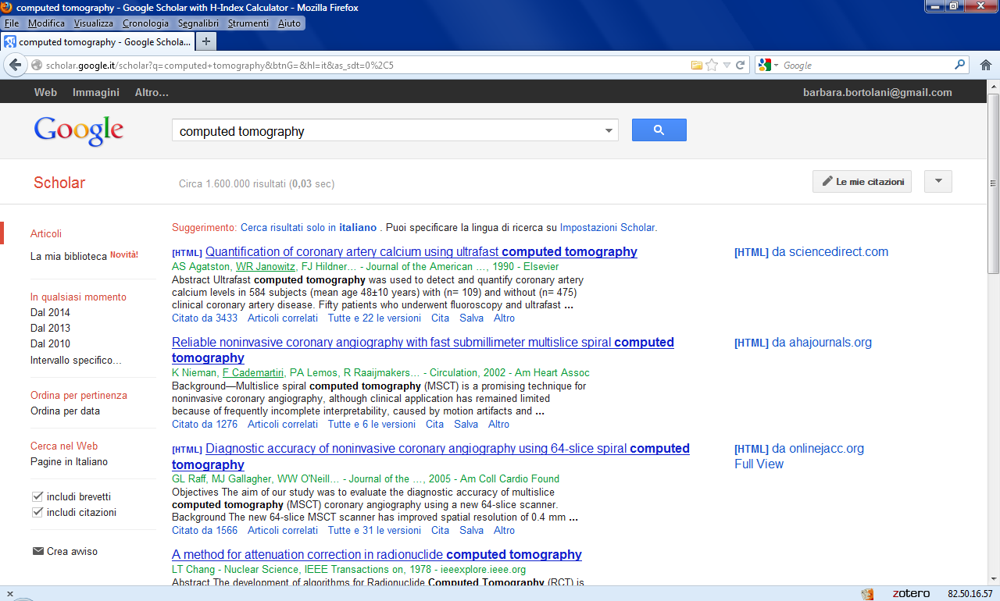 computed tomography - Google Scholar with H-Index Calculator - Mozilla Firefox
File Modifica Visualizza Cronologia Segnalibri Strumenti Aiuto
computed tomography - Google Schola... +
scholar.google.it/scholar?q=computed+tomography&btnG=&hl=it&as_sdt=0%2C5 Google
Web Immagini Altro... barbara.bortolani@gmail.com
Google computed tomography
Scholar Circa 1.600.000 risultati (0,03 sec) Le mie citazioni
Articoli
La mia biblioteca Novità!
In qualsiasi momento
Dal 2014
Dal 2013
Dal 2010
Intervallo specifico...
Ordina per pertinenza
Ordina per data
Cerca nel Web
Pagine in Italiano
includi brevetti
includi citazioni
Crea avviso
Suggerimento: Cerca risultati solo in italiano . Puoi specificare la lingua di ricerca su Impostazioni Scholar.
[HTML] Quantification of coronary artery calcium using ultrafast computed tomography
AS Agatston, WR Janowitz, FJ Hildner... - Journal of the American ..., 1990 - Elsevier
Abstract Ultrafast computed tomography was used to detect and quantify coronary artery
calcium levels in 584 subjects (mean age 48±10 years) with (n= 109) and without (n= 475)
clinical coronary artery disease. Fifty patients who underwent fluoroscopy and ultrafast ...
Citato da 3433 Articoli correlati Tutte e 22 le versioni Cita Salva Altro
[HTML] da sciencedirect.com
Reliable noninvasive coronary angiography with fast submillimeter multislice spiral computed
tomography
K Nieman, F Cademartiri, PA Lemos, R Raaijmakers... - Circulation, 2002 - Am Heart Assoc
Background—Multislice spiral computed tomography (MSCT) is a promising technique for
noninvasive coronary angiography, although clinical application has remained limited
because of frequently incomplete interpretability, caused by motion artifacts and ...
Citato da 1276 Articoli correlati Tutte e 6 le versioni Cita Salva Altro
[HTML] da ahajournals.org
[HTML] Diagnostic accuracy of noninvasive coronary angiography using 64-slice spiral computed
tomography
GL Raff, MJ Gallagher, WW O'Neill... - Journal of the ..., 2005 - Am Coll Cardio Found
Objectives The aim of our study was to evaluate the diagnostic accuracy of multislice
computed tomography (MSCT) coronary angiography using a new 64-slice scanner.
Background The new 64-slice MSCT scanner has improved spatial resolution of 0.4 mm ...
Citato da 1566 Articoli correlati Tutte e 31 le versioni Cita Salva Altro
[HTML] da onlinejacc.org
Full View
A method for attenuation correction in radionuclide computed tomography
LT Chang - Nuclear Science, IEEE Transactions on, 1978 - ieeexplore.ieee.org
Abstract The development of algorithms for Radionuclide Computed Tomography (RCT) is
zotero 82.50.16.57